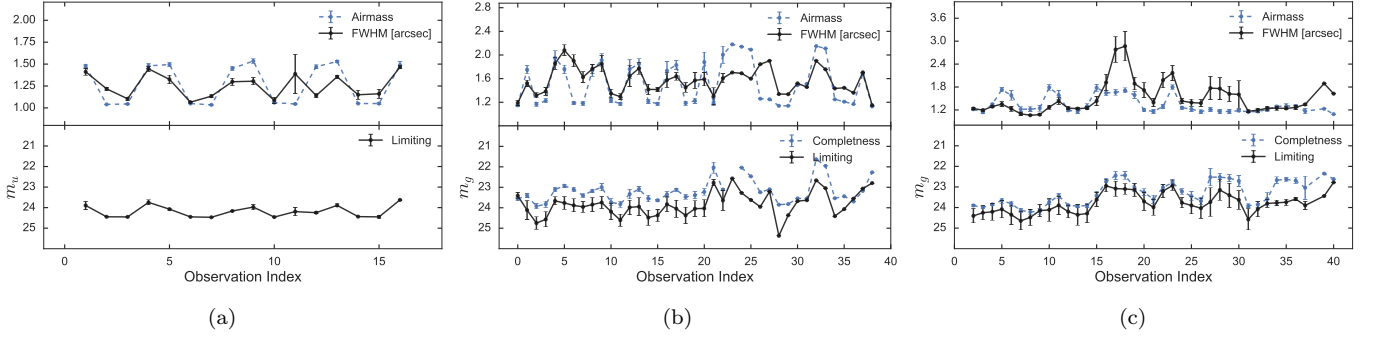 2.00
1.75
1.50
1.25
1.00
Airmass
FWHM [arcsec]
21
22
23
24
25
m_u
Limiting
0 5 10 15
Observation Index
(a)
2.8
2.4
2.0
1.6
1.2
Airmass
FWHM [arcsec]
21
22
23
24
25
m_g
Completness
Limiting
0 5 10 15 20 25 30 35 40
Observation Index
(b)
3.6
3.0
2.4
1.8
1.2
Airmass
FWHM [arcsec]
21
22
23
24
25
m_g
Completness
Limiting
0 5 10 15 20 25 30 35 40
Observation Index
(c)